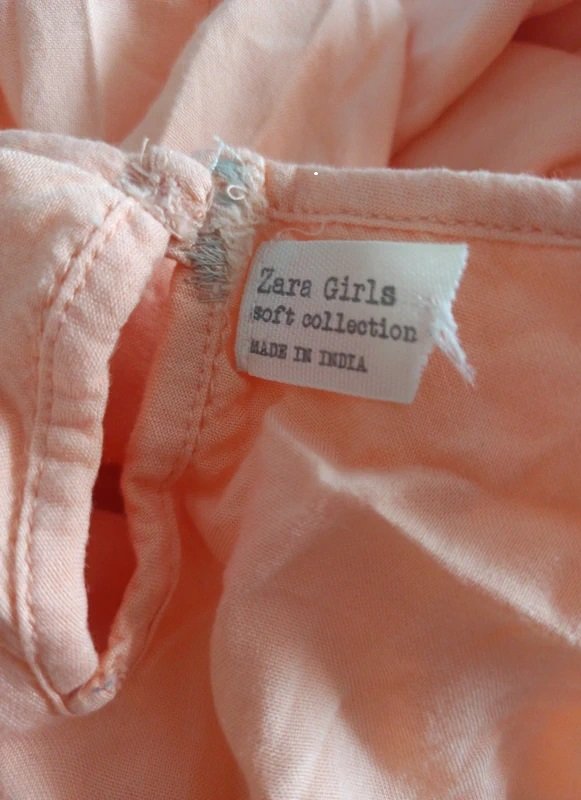 Zara Girls
soft collection
MADE IN INDIA